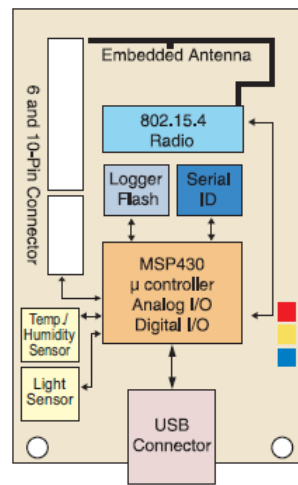 Embedded Antenna
6 and 10-Pin Connector
802.15.4
Radio
Logger
Flash
Serial
ID
MSP430
µ controller
Analog I/O
Digital I/O
Temp./
Humidity
Sensor
Light
Sensor
USB
Connector